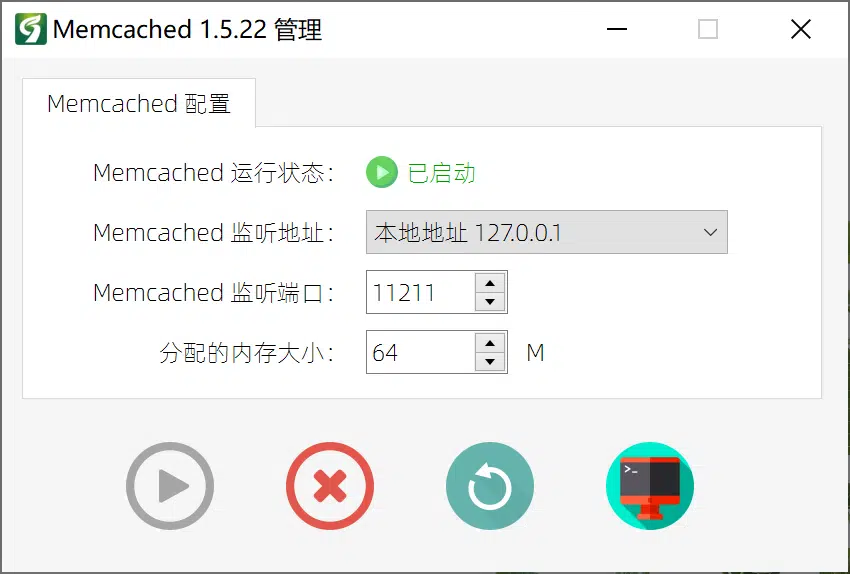 Memcached 1.5.22 管理
Memcached 配置
Memcached 运行状态： 已启动
Memcached 监听地址： 本地地址 127.0.0.1
Memcached 监听端口： 11211
分配的内存大小： 64 M
>_